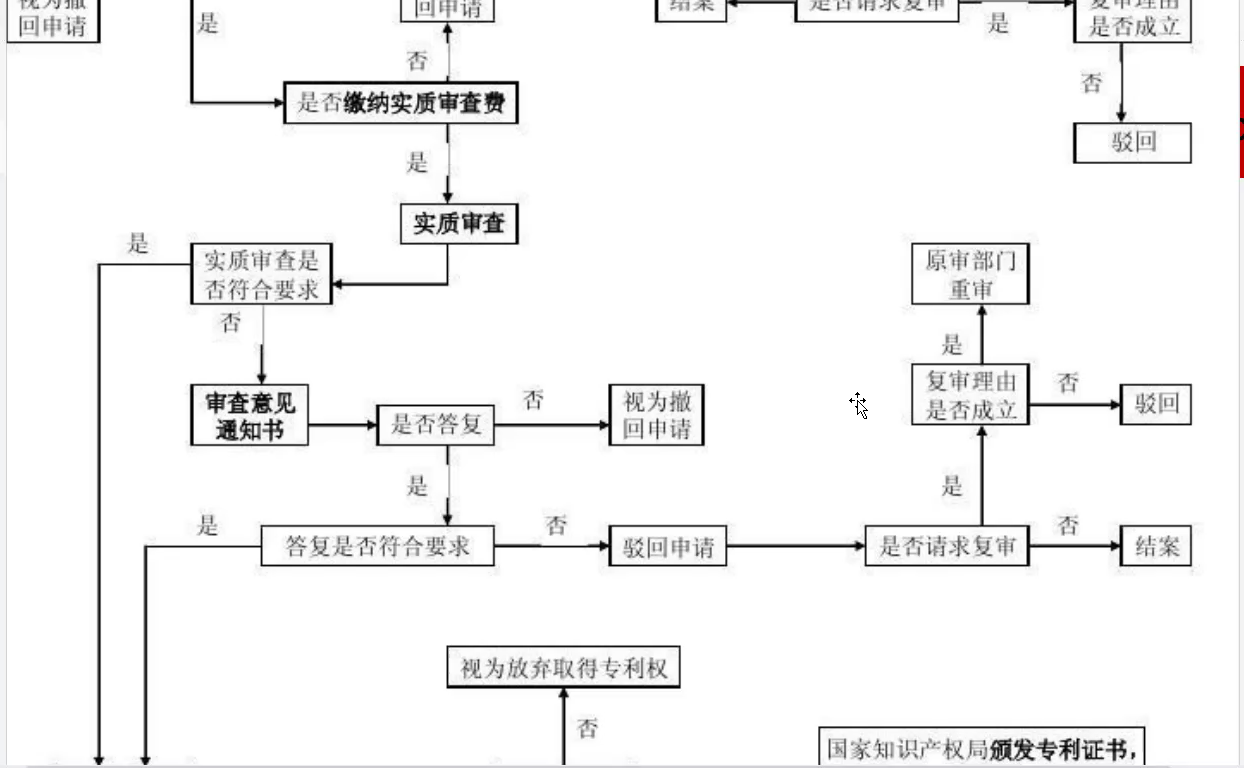 视为撤
回申请
是
回申请
结案
是否请求复审
是
复审理由
是否成立
否
是否缴纳实质审查费
否
驳回
是
实质审查
是
实质审查是
否符合要求
原审部门
重审
否
是
审查意见
通知书
是否答复
否
视为撤
回申请
复审理由
是否成立
否
驳回
是
是
是
答复是否符合要求
否
驳回申请
是否请求复审
否
结案
视为放弃取得专利权
否
国家知识产权局颁发专利证书，